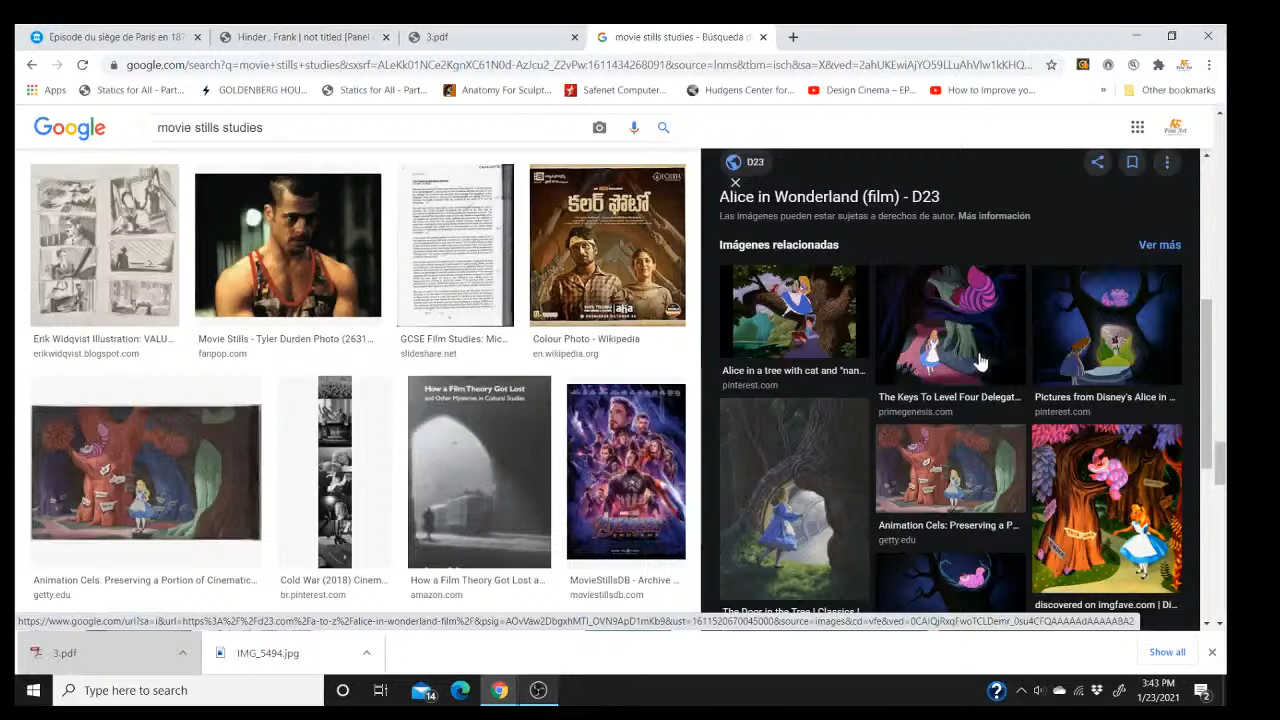 Episode du siège de Paris en 187
Hinder , Frank | not titled [Panel
3.pdf
movie stills studies - Búsqueda d
google.com/search?q=movie+stills+studies&sxsrf=ALeKk01NCe2KgnXC61N0d-AzJcu2_Z2vPw:1611434268091&source=lnms&tbm=isch&sa=X&ved=2ahUKEwiAjYO59LLuAhVlw1kKHQ...
Apps
Statics for All - Part...
GOLDENBERG HOU...
Statics for All - Part...
Anatomy For Sculpt...
Safenet Computer...
Hudgens Center for...
Design Cinema – EP...
How to Improve yo...
»
Other bookmarks
Google
movie stills studies
D23
Alice in Wonderland (film) - D23
Las imágenes pueden estar sujetas a derechos de autor. Más información
Imágenes relacionadas
Ver más
కలర్ ఫోటో
aha
Erik Widqvist Illustration: VALU...
erikwidqvist.blogspot.com
Movie Stills - Tyler Durden Photo (2631...
fanpop.com
GCSE Film Studies: Mic...
slideshare.net
Colour Photo - Wikipedia
en.wikipedia.org
Alice in a tree with cat and "nan...
pinterest.com
The Keys To Level Four Delegat...
primegenesis.com
Pictures from Disney's Alice in ...
pinterest.com
How a Film Theory Got Lost
and Other Mysteries in Cultural Studies
AVENGERS
ENDGAME
Animation Cels: Preserving a Portion of Cinematic...
getty.edu
Cold War (2018) Cinem...
br.pinterest.com
How a Film Theory Got Lost a...
amazon.com
MovieStillsDB - Archive ...
moviestillsdb.com
Animation Cels: Preserving a P...
getty.edu
The Door in the Tree | Classics |
discovered on imgfave.com | Di...
https://www.google.com/url?sa=i&url=https%3A%2F%2Fd23.com%2Fa-to-z%2Falice-in-wonderland-film%2F&psig=AOvVaw2DbgxhMTl_OVN9ApD1mKb9&ust=1611520670045000&source=images&cd=vfe&ved=0CAIQjRxqFwoTCLDemr_0su4CFQAAAAAdAAAAABA2
3.pdf
IMG_5494.jpg
Show all
Type here to search
14
3:43 PM
1/23/2021
2